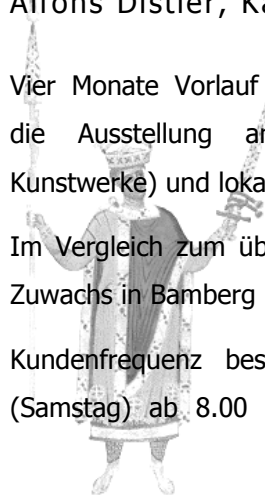 Alfons Distler, Ka
Vier Monate Vorlauf
die Ausstellung an
Kunstwerke) und loka
Im Vergleich zum üb
Zuwachs in Bamberg
Kundenfrequenz bes
(Samstag) ab 8.00